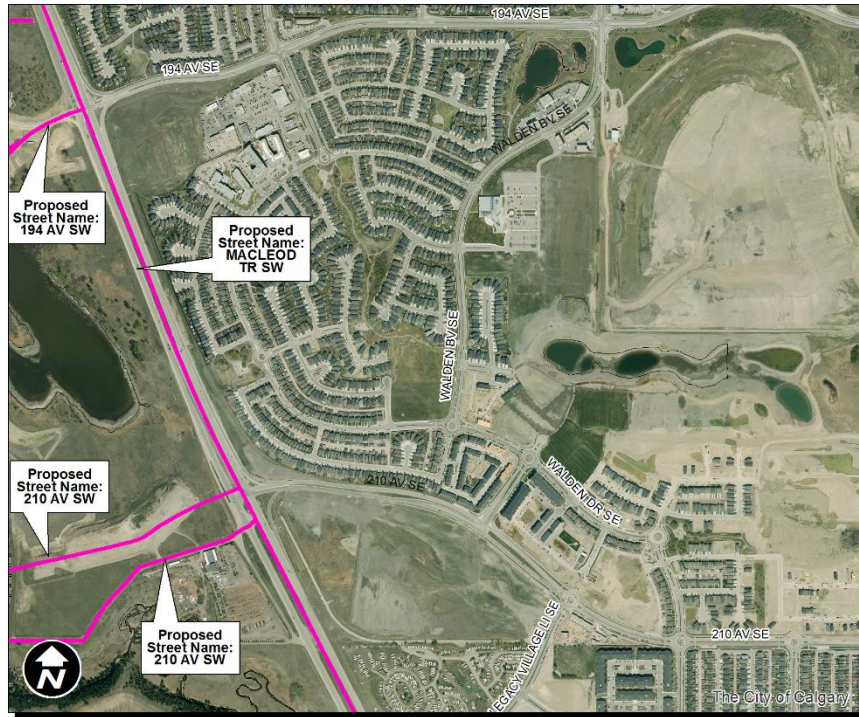 194 AV SE
194 AV SE
WALDEN BV SE
Proposed
Street Name:
194 AV SW
Proposed
Street Name:
MACLEOD
TR SW
WALDEN BV SE
Proposed
Street Name:
210 AV SW
210 AV SE
WALDEN DR SE
Proposed
Street Name:
210 AV SW
LEGACY VILLAGE LI SE
210 AV SE
N
The City of Calgary